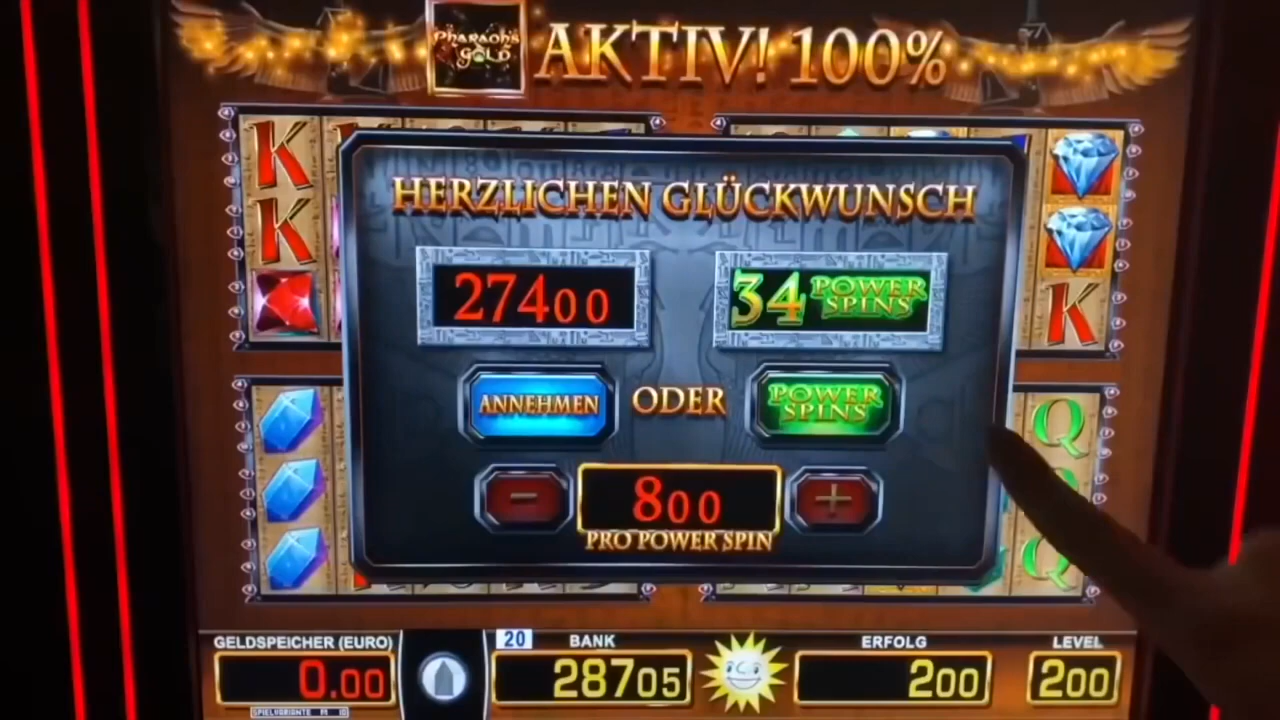 PHARAOH'S GOLD AKTIV! 100%
K
K
K
HERZLICHEN GLÜCKWUNSCH
27400 34 POWER SPINS
ANNEHMEN ODER POWER SPINS
Q
Q
Q
− 800 +
PRO POWER SPIN
GELDSPEICHER (EURO) 20 BANK ERFOLG LEVEL
0.00 28705 200 200